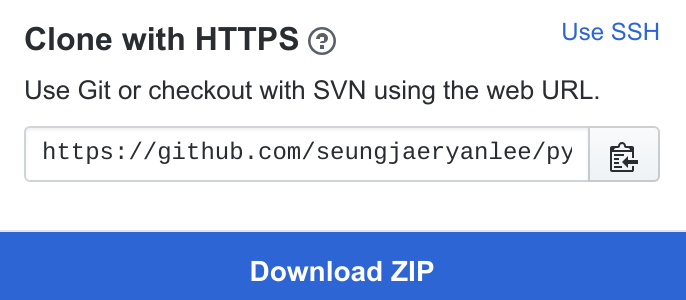 Clone with HTTPS ?
Use SSH
Use Git or checkout with SVN using the web URL.
https://github.com/seungjaeryanlee/py
Download ZIP